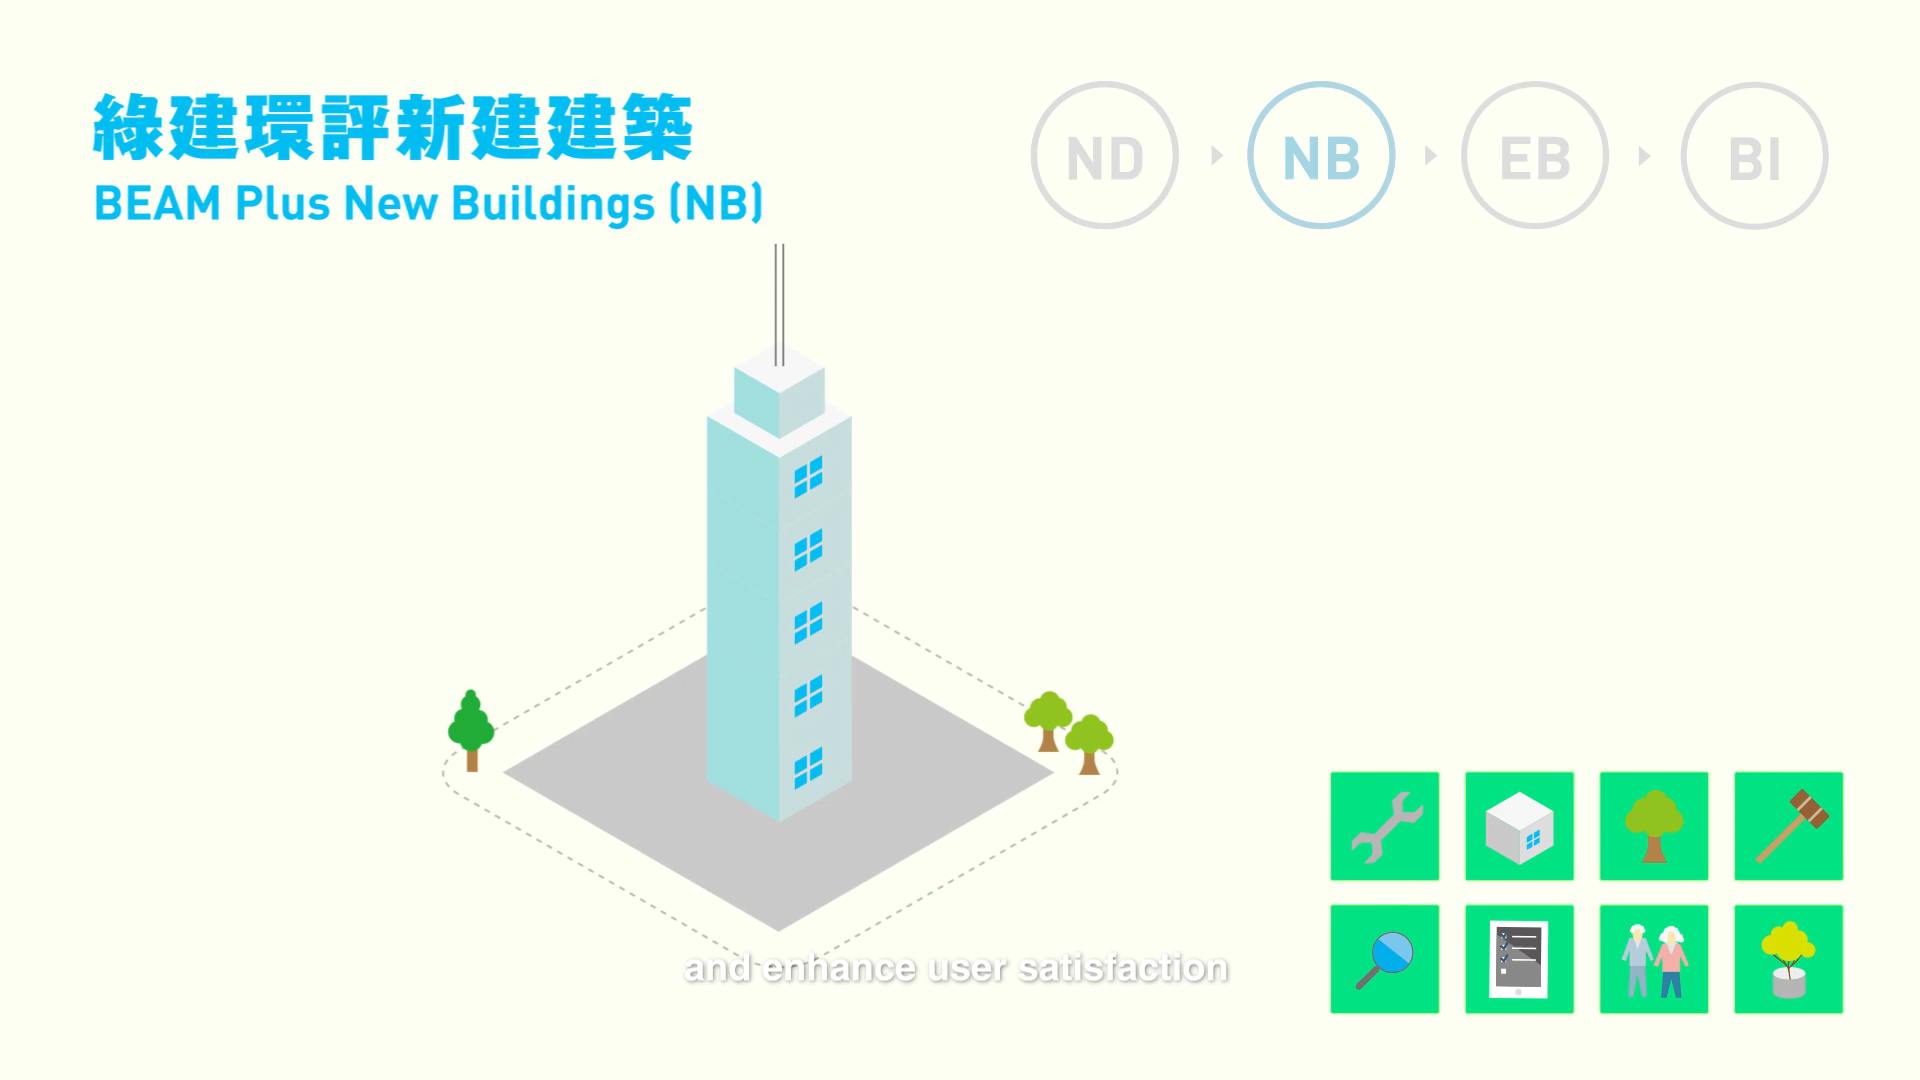 綠建環評新建建築
BEAM Plus New Buildings (NB)
ND
NB
EB
BI
and enhance user satisfaction